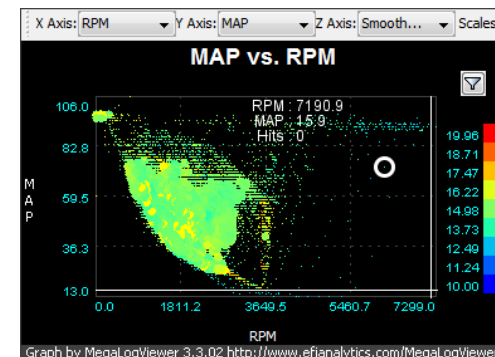 X Axis: RPM Y Axis: MAP Z Axis: Smooth... Scales
MAP vs. RPM
RPM : 7190.9
MAP : 15.9
Hits : 0
106.0
82.8
59.5
36.3
13.0
M
A
P
19.96
18.71
17.47
16.22
14.98
13.73
12.49
11.24
10.00
0.0 1811.2 3649.5 5460.7 7299.0
RPM
Graph by MegaLogViewer 3.3.02 http://www.efianalytics.com/MegaLogViewer